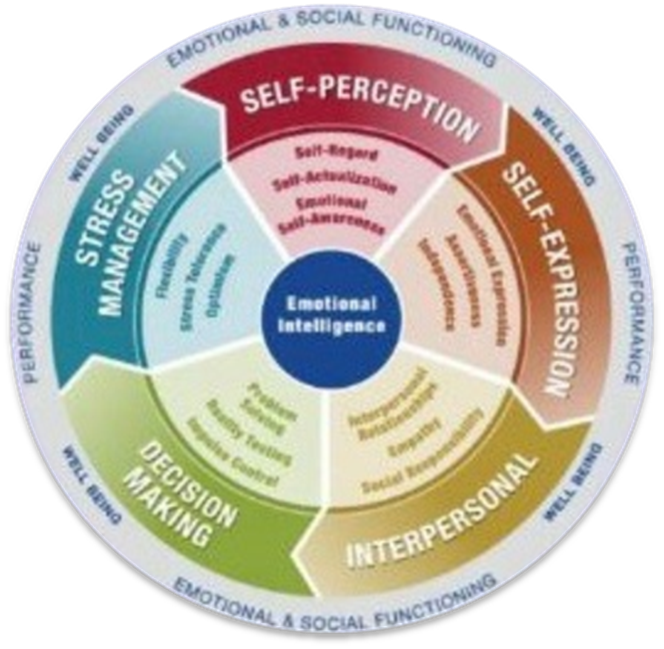 EMOTIONAL & SOCIAL FUNCTIONING
WELL BEING
PERFORMANCE
WELL BEING
EMOTIONAL & SOCIAL FUNCTIONING
WELL BEING
PERFORMANCE
WELL BEING
SELF-PERCEPTION
Self-Regard
Self-Actualization
Emotional
Self-Awareness
SELF-EXPRESSION
Emotional Expression
Assertiveness
Independence
INTERPERSONAL
Interpersonal
Relationships
Empathy
Social Responsibility
DECISION
MAKING
Problem
Solving
Reality Testing
Impulse Control
STRESS
MANAGEMENT
Flexibility
Stress Tolerance
Optimism
Emotional
Intelligence